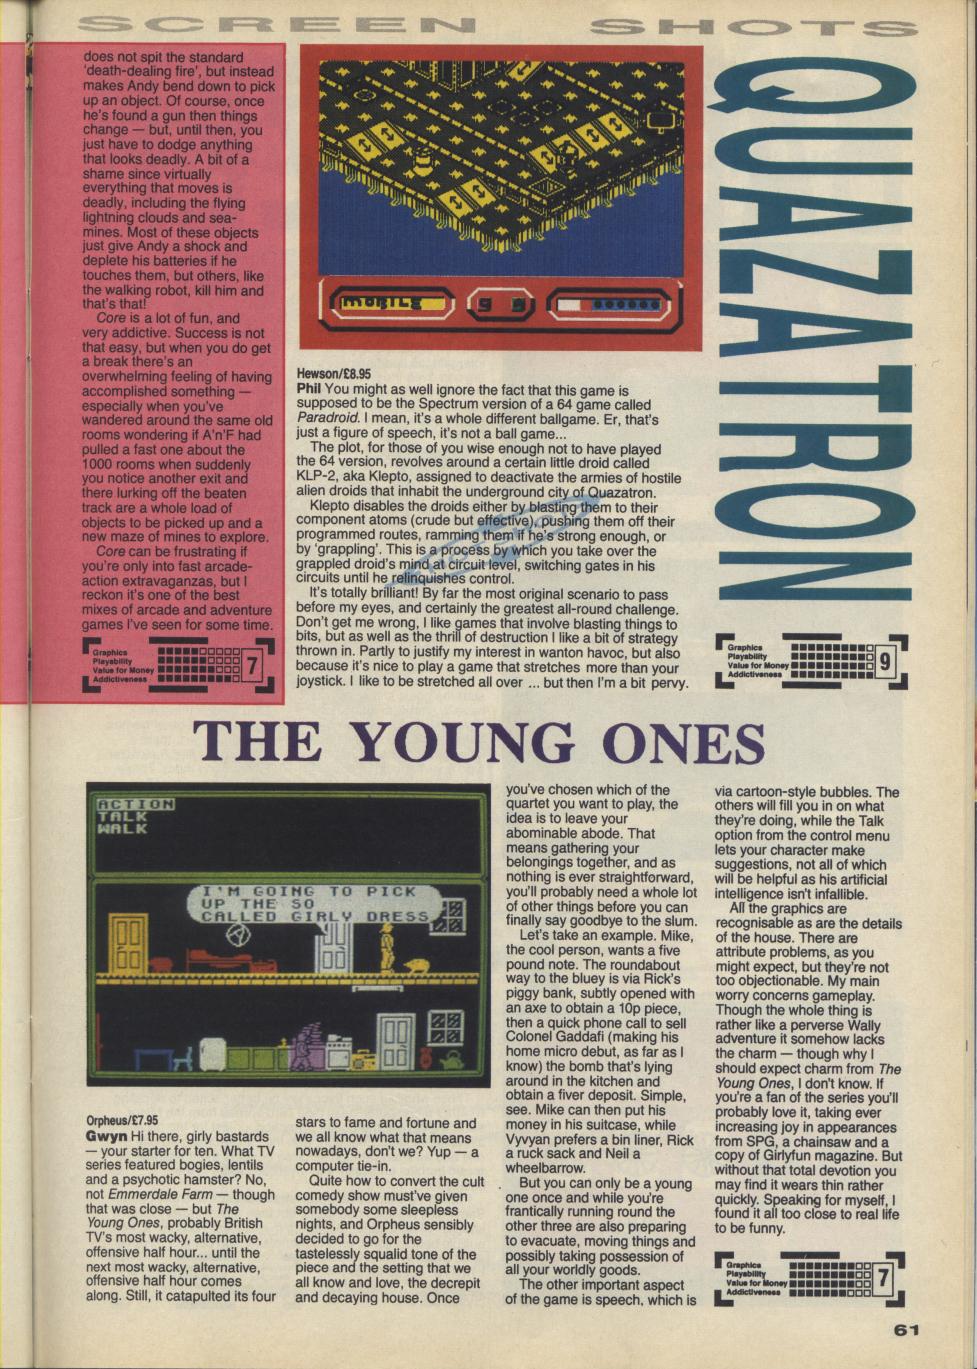 SCREEN SHOTS
does not spit the standard
'death-dealing fire', but instead
makes Andy bend down to pick
up an object. Of course, once
he's found a gun then things
change — but, until then, you
just have to dodge anything
that looks deadly. A bit of a
shame since virtually
everything that moves is
deadly, including the flying
lightning clouds and sea-
mines. Most of these objects
just give Andy a shock and
deplete his batteries if he
touches them, but others, like
the walking robot, kill him and
that's that!
Core is a lot of fun, and
very addictive. Success is not
that easy, but when you do get
a break there's an
overwhelming feeling of having
accomplished something —
especially when you've
wandered around the same old
rooms wondering if A'n'F had
pulled a fast one about the
1000 rooms when suddenly
you notice another exit and
there lurking off the beaten
track are a whole load of
objects to be picked up and a
new maze of mines to explore.
Core can be frustrating if
you're only into fast arcade-
action extravaganzas, but I
reckon it's one of the best
mixes of arcade and adventure
games I've seen for some time.
Graphics
Playability
Value for Money
Addictiveness
7
QUAZATRON
MOBILE
Hewson/£8.95
Phil You might as well ignore the fact that this game is
supposed to be the Spectrum version of a 64 game called
Paradroid. I mean, it's a whole different ballgame. Er, that's
just a figure of speech, it's not a ball game...
The plot, for those of you wise enough not to have played
the 64 version, revolves around a certain little droid called
KLP-2, aka Klepto, assigned to deactivate the armies of hostile
alien droids that inhabit the underground city of Quazatron.
Klepto disables the droids either by blasting them to their
component atoms (crude but effective), pushing them off their
programmed routes, ramming them if he's strong enough, or
by 'grappling'. This is a process by which you take over the
grappled droid's mind at circuit level, switching gates in his
circuits until he relinquishes control.
It's totally brilliant! By far the most original scenario to pass
before my eyes, and certainly the greatest all-round challenge.
Don't get me wrong, I like games that involve blasting things to
bits, but as well as the thrill of destruction I like a bit of strategy
thrown in. Partly to justify my interest in wanton havoc, but also
because it's nice to play a game that stretches more than your
joystick. I like to be stretched all over ... but then I'm a bit pervy.
Graphics
Playability
Value for Money
Addictiveness
9
THE YOUNG ONES
ACTION
TALK
WALK
I'M GOING TO PICK
UP THE SO
CALLED GIRLY DRESS
Orpheus/£7.95
Gwyn Hi there, girly bastards
— your starter for ten. What TV
series featured bogies, lentils
and a psychotic hamster? No,
not Emmerdale Farm — though
that was close — but The
Young Ones, probably British
TV's most wacky, alternative,
offensive half hour... until the
next most wacky, alternative,
offensive half hour comes
along. Still, it catapulted its four
stars to fame and fortune and
we all know what that means
nowadays, don't we? Yup — a
computer tie-in.
Quite how to convert the cult
comedy show must've given
somebody some sleepless
nights, and Orpheus sensibly
decided to go for the
tastelessly squalid tone of the
piece and the setting that we
all know and love, the decrepit
and decaying house. Once
you've chosen which of the
quartet you want to play, the
idea is to leave your
abominable abode. That
means gathering your
belongings together, and as
nothing is ever straightforward,
you'll probably need a whole lot
of other things before you can
finally say goodbye to the slum.
Let's take an example. Mike,
the cool person, wants a five
pound note. The roundabout
way to the bluey is via Rick's
piggy bank, subtly opened with
an axe to obtain a 10p piece,
then a quick phone call to sell
Colonel Gaddafi (making his
home micro debut, as far as I
know) the bomb that's lying
around in the kitchen and
obtain a fiver deposit. Simple,
see. Mike can then put his
money in his suitcase, while
Vyvyan prefers a bin liner, Rick
a ruck sack and Neil a
wheelbarrow.
But you can only be a young
one once and while you're
frantically running round the
other three are also preparing
to evacuate, moving things and
possibly taking possession of
all your worldly goods.
The other important aspect
of the game is speech, which is
via cartoon-style bubbles. The
others will fill you in on what
they're doing, while the Talk
option from the control menu
lets your character make
suggestions, not all of which
will be helpful as his artificial
intelligence isn't infallible.
All the graphics are
recognisable as are the details
of the house. There are
attribute problems, as you
might expect, but they're not
too objectionable. My main
worry concerns gameplay.
Though the whole thing is
rather like a perverse Wally
adventure it somehow lacks
the charm — though why I
should expect charm from The
Young Ones, I don't know. If
you're a fan of the series you'll
probably love it, taking ever
increasing joy in appearances
from SPG, a chainsaw and a
copy of Girlyfun magazine. But
without that total devotion you
may find it wears thin rather
quickly. Speaking for myself, I
found it all too close to real life
to be funny.
Graphics
Playability
Value for Money
Addictiveness
7
61